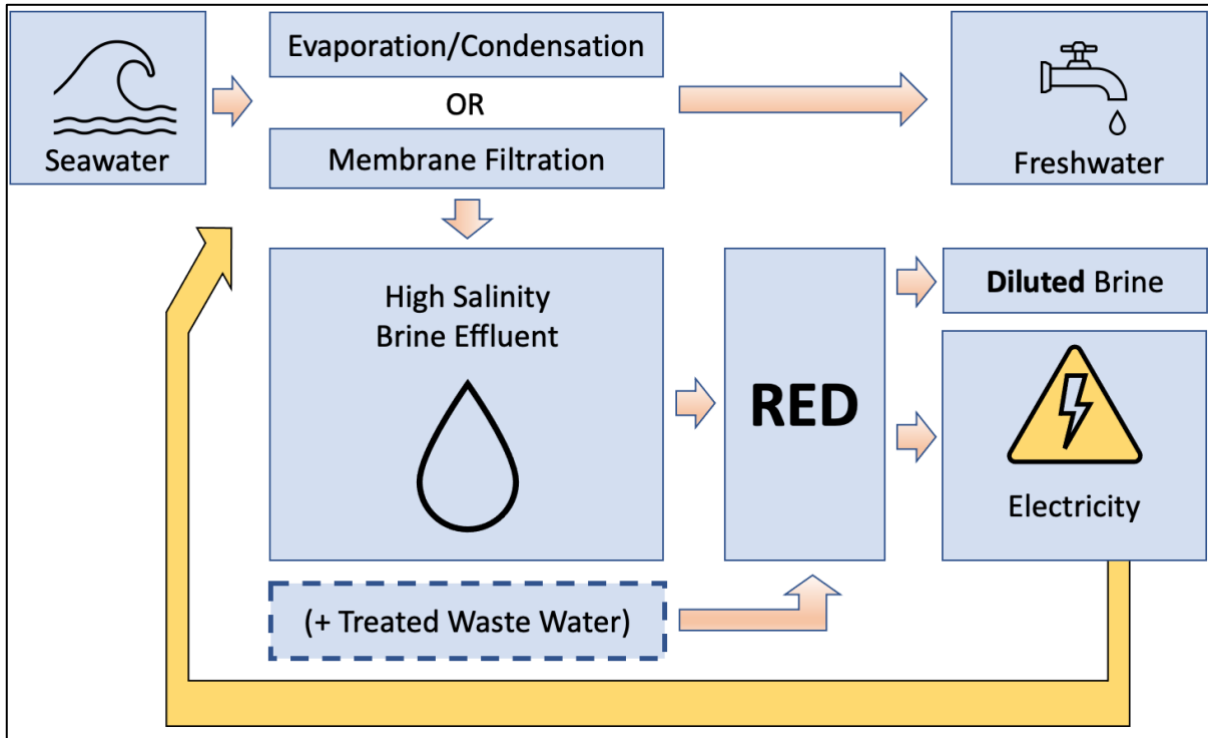 Evaporation/Condensation
OR
Membrane Filtration
Seawater
Freshwater
High Salinity
Brine Effluent
RED
Diluted Brine
Electricity
(+ Treated Waste Water)